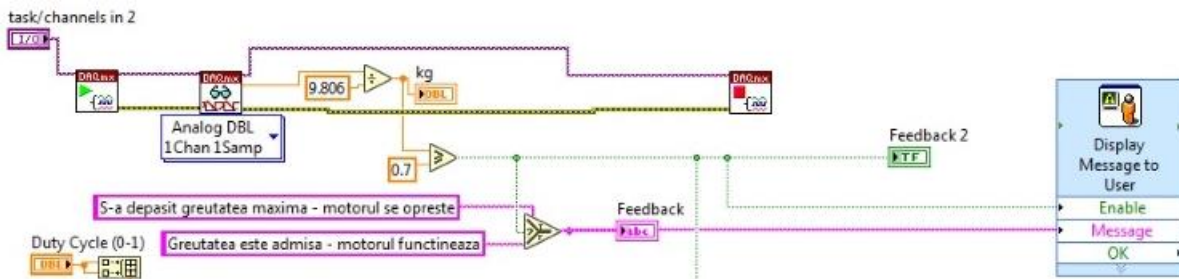 task/channels in 2
I/O
DAQmx
DAQmx
DAQmx
9.806
kg
DBL
Analog DBL
1Chan 1Samp
0.7
Feedback 2
TF
Display
Message to
User
Enable
Message
OK
S-a depasit greutatea maxima - motorul se opreste
Feedback
abc
Greutatea este admisa - motorul functineaza
Duty Cycle (0-1)
DBL